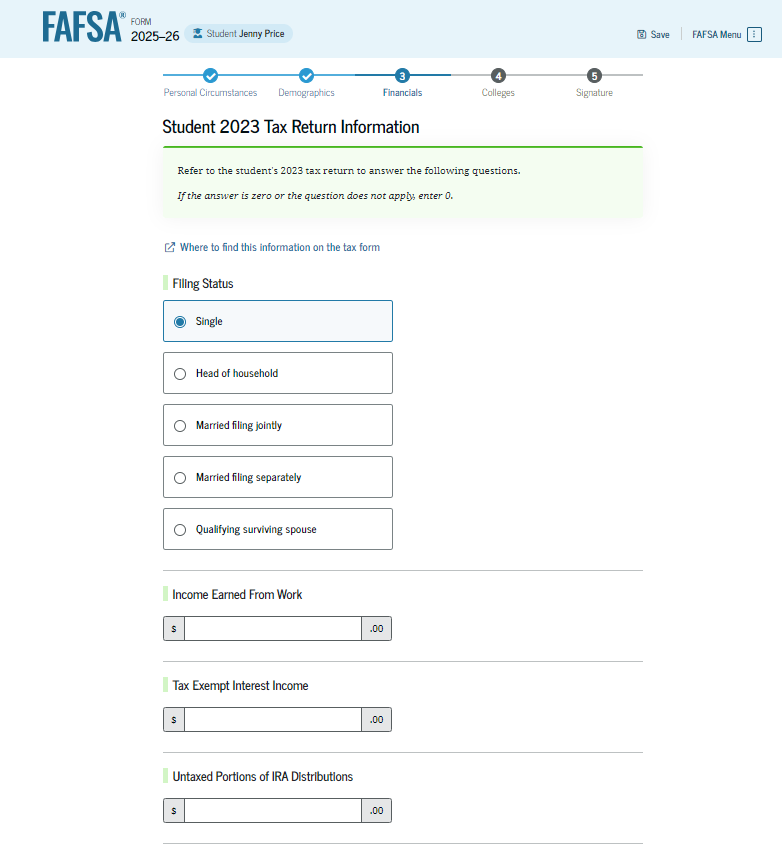 FAFSA® FORM 2025–26 Student Jenny Price Save FAFSA Menu
3 4 5
Personal Circumstances Demographics Financials Colleges Signature
Student 2023 Tax Return Information
Refer to the student's 2023 tax return to answer the following questions.
If the answer is zero or the question does not apply, enter 0.
Where to find this information on the tax form
Filing Status
Single
Head of household
Married filing jointly
Married filing separately
Qualifying surviving spouse
Income Earned From Work
$ .00
Tax Exempt Interest Income
$ .00
Untaxed Portions of IRA Distributions
$ .00